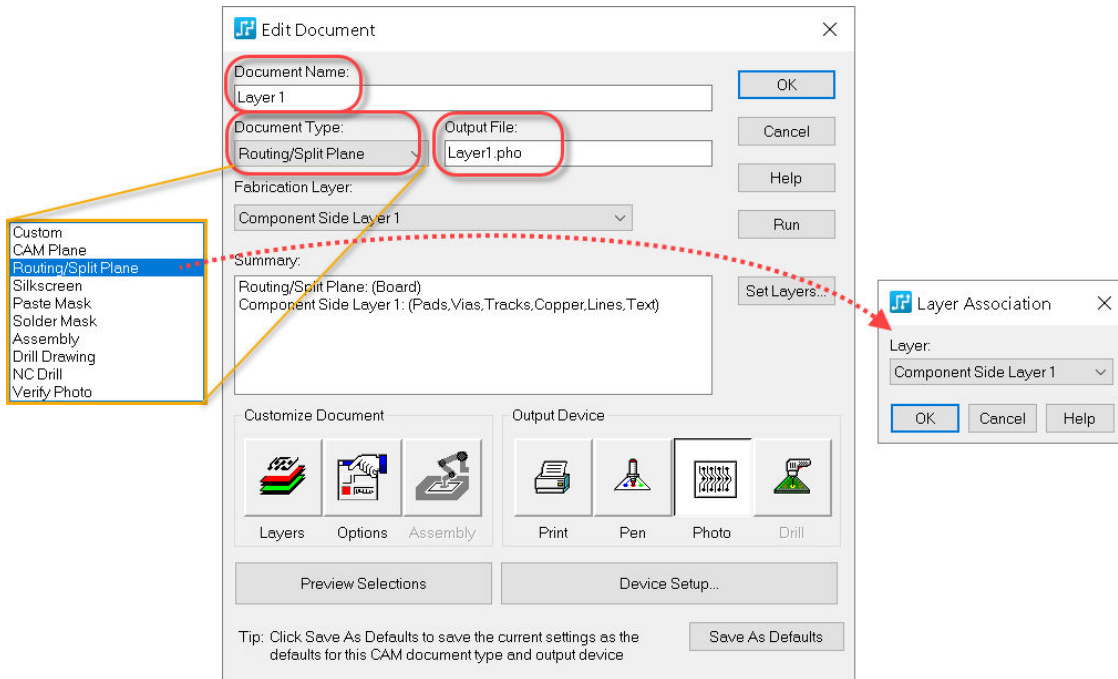 Edit Document
Document Name:
Layer 1
OK
Document Type:
Output File:
Routing/Split Plane
Layer1.pho
Cancel
Fabrication Layer:
Help
Component Side Layer 1
Run
Custom
CAM Plane
Routing/Split Plane
Silkscreen
Paste Mask
Solder Mask
Assembly
Drill Drawing
NC Drill
Verify Photo
Summary:
Routing/Split Plane: (Board)
Component Side Layer 1: (Pads,Vias,Tracks,Copper,Lines,Text)
Set Layers...
Layer Association
Layer:
Component Side Layer 1
OK
Cancel
Help
Customize Document
Layers
Options
Assembly
Output Device
Print
Pen
Photo
Drill
Preview Selections
Device Setup...
Tip: Click Save As Defaults to save the current settings as the
defaults for this CAM document type and output device
Save As Defaults